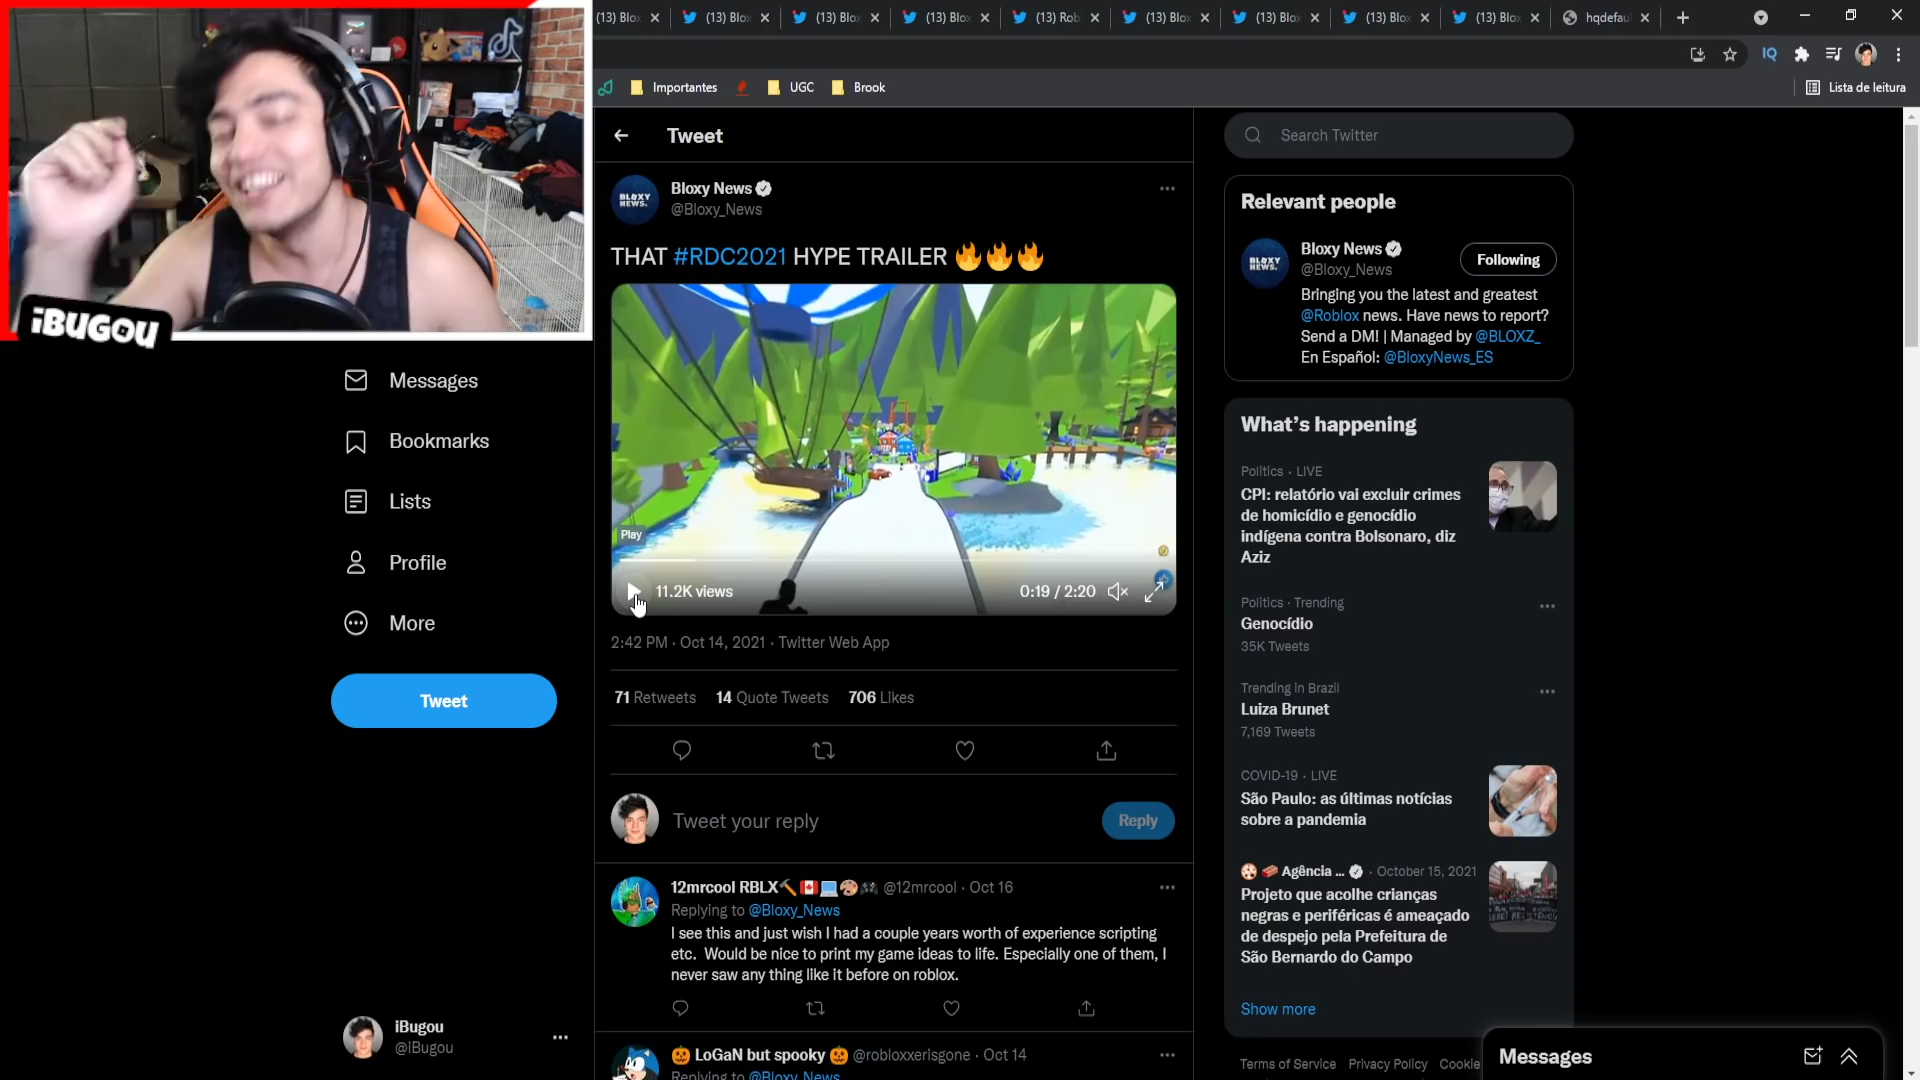 (13) Blox
(13) Blo
(13) Blo
(13) Blo
(13) Rob
(13) Blo
(13) Blo
(13) Blo
(13) Blo
hqdefau
Importantes
UGC
Brook
Lista de leitura
iBUGOU
Messages
Bookmarks
Lists
Profile
More
Tweet
iBugou
@iBugou
Tweet
BLOXY
NEWS.
Bloxy News
@Bloxy_News
THAT #RDC2021 HYPE TRAILER 🔥🔥🔥
Play
11.2K views
0:19 / 2:20
2:42 PM · Oct 14, 2021 · Twitter Web App
71 Retweets 14 Quote Tweets 706 Likes
Tweet your reply
Reply
12mrcool RBLX🔨🇨🇦💻🎨🎮 @12mrcool · Oct 16
Replying to @Bloxy_News
I see this and just wish I had a couple years worth of experience scripting
etc. Would be nice to print my game ideas to life. Especially one of them, I
never saw any thing like it before on roblox.
🎃 LoGaN but spooky 🎃 @robloxxerisgone · Oct 14
Replying to @Bloxy_News
Search Twitter
Relevant people
BLOXY
NEWS.
Bloxy News
@Bloxy_News
Following
Bringing you the latest and greatest
@Roblox news. Have news to report?
Send a DM! | Managed by @BLOXZ_
En Español: @BloxyNews_ES
What's happening
Politics · LIVE
CPI: relatório vai excluir crimes
de homicídio e genocídio
indígena contra Bolsonaro, diz
Aziz
Politics · Trending
Genocídio
35K Tweets
Trending in Brazil
Luiza Brunet
7,169 Tweets
COVID-19 · LIVE
São Paulo: as últimas notícias
sobre a pandemia
Agência ... · October 15, 2021
Projeto que acolhe crianças
negras e periféricas é ameaçado
de despejo pela Prefeitura de
São Bernardo do Campo
Show more
Terms of Service Privacy Policy Cookie
Messages